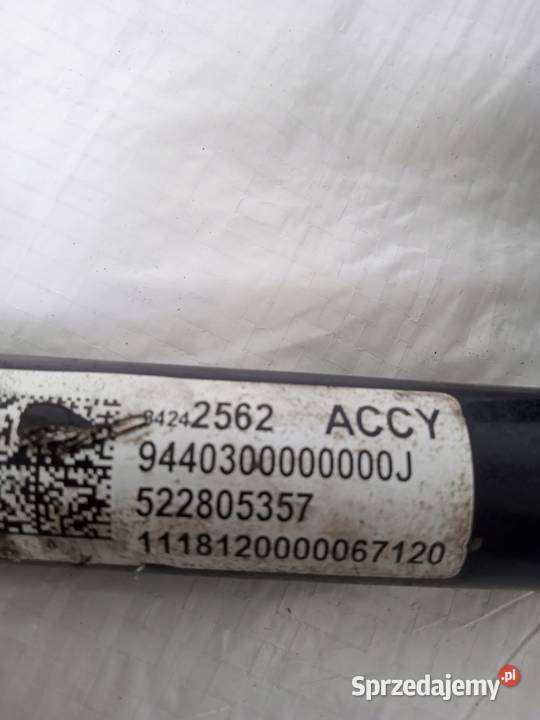 84242562 ACCY
9440300000000J
522805357
1118120000067120
Sprzedajemy.pl